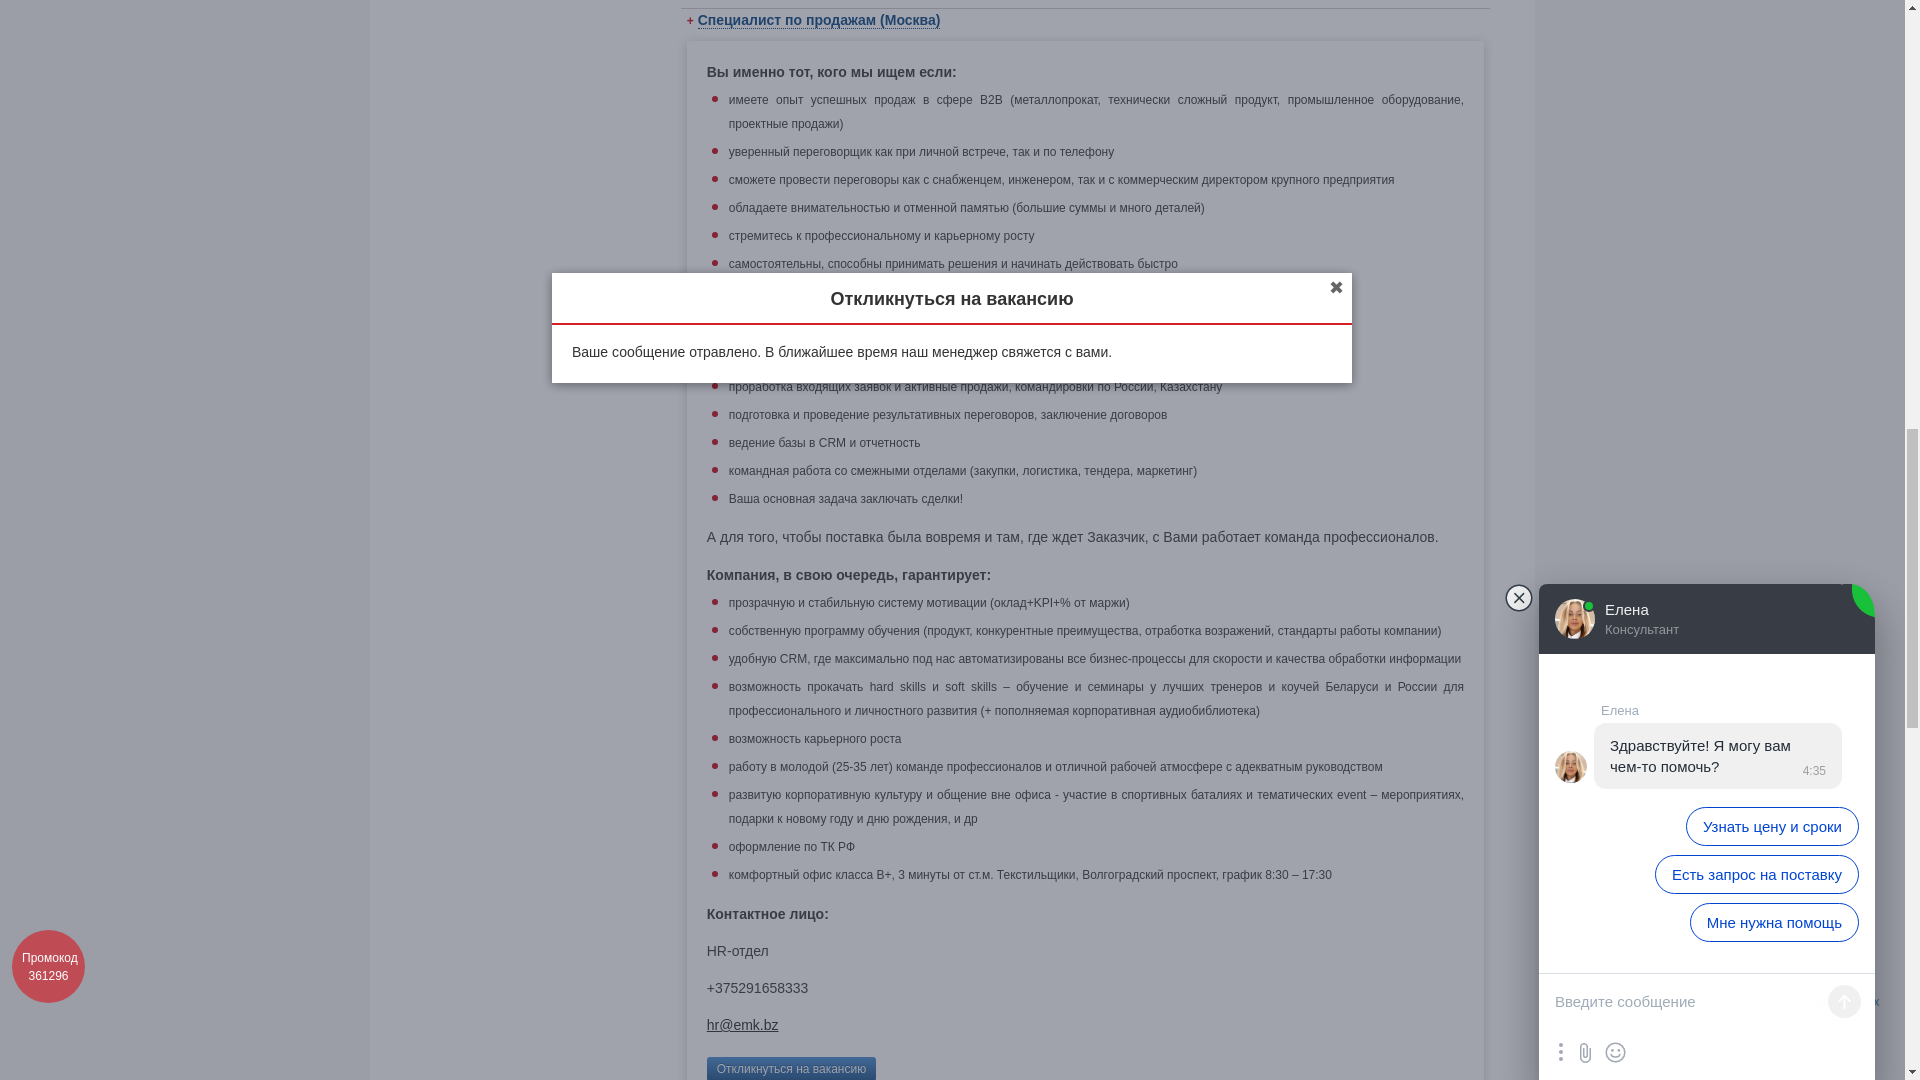 + Специалист по продажам (Москва)
Вы именно тот, кого мы ищем если:
имеете опыт успешных продаж в сфере B2B (металлопрокат, технически сложный продукт, промышленное оборудование,
проектные продажи)
уверенный переговорщик как при личной встрече, так и по телефону
сможете провести переговоры как с снабженцем, инженером, так и с коммерческим директором крупного предприятия
обладаете внимательностью и отменной памятью (большие суммы и много деталей)
стремитесь к профессиональному и карьерному росту
самостоятельны, способны принимать решения и начинать действовать быстро
Откликнуться на вакансию
✖
Ваше сообщение отравлено. В ближайшее время наш менеджер свяжется с вами.
проработка входящих заявок и активные продажи, командировки по России, Казахстану
подготовка и проведение результативных переговоров, заключение договоров
ведение базы в CRM и отчетность
командная работа со смежными отделами (закупки, логистика, тендера, маркетинг)
Ваша основная задача заключать сделки!
А для того, чтобы поставка была вовремя и там, где ждет Заказчик, с Вами работает команда профессионалов.
Компания, в свою очередь, гарантирует:
прозрачную и стабильную систему мотивации (оклад+KPI+% от маржи)
собственную программу обучения (продукт, конкурентные преимущества, отработка возражений, стандарты работы компании)
удобную CRM, где максимально под нас автоматизированы все бизнес-процессы для скорости и качества обработки информации
возможность прокачать hard skills и soft skills – обучение и семинары у лучших тренеров и коучей Беларуси и России для
профессионального и личностного развития (+ пополняемая корпоративная аудиобиблиотека)
возможность карьерного роста
работу в молодой (25-35 лет) команде профессионалов и отличной рабочей атмосфере с адекватным руководством
развитую корпоративную культуру и общение вне офиса - участие в спортивных баталиях и тематических event – мероприятиях,
подарки к новому году и дню рождения, и др
оформление по ТК РФ
комфортный офис класса В+, 3 минуты от ст.м. Текстильщики, Волгоградский проспект, график 8:30 – 17:30
Контактное лицо:
HR-отдел
+375291658333
hr@emk.bz
Откликнуться на вакансию
Промокод
361296
Елена
Консультант
Елена
Здравствуйте! Я могу вам
чем-то помочь?
4:35
Узнать цену и сроки
Есть запрос на поставку
Мне нужна помощь
Введите сообщение